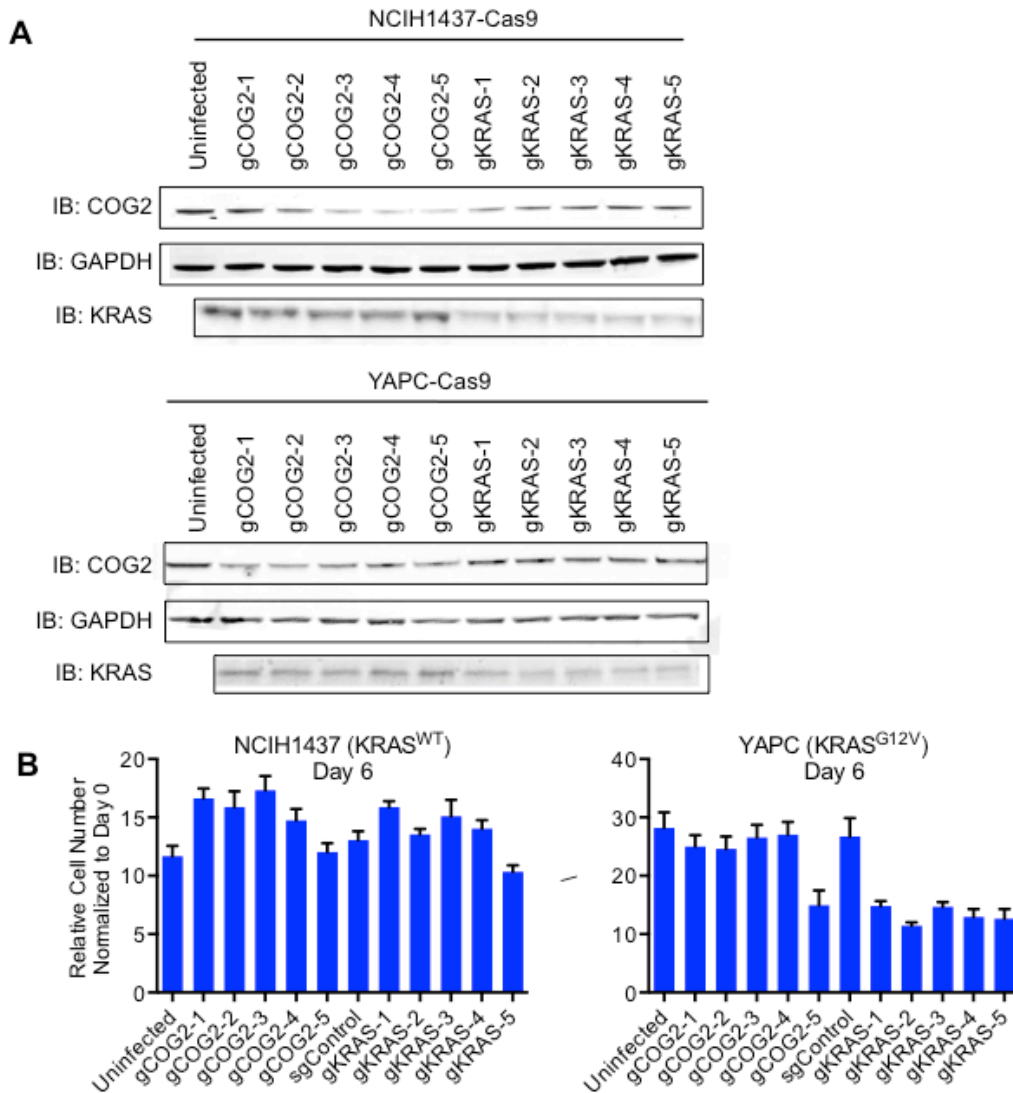 A
NCIH1437-Cas9
Uninfected
gCOG2-1
gCOG2-2
gCOG2-3
gCOG2-4
gCOG2-5
gKRAS-1
gKRAS-2
gKRAS-3
gKRAS-4
gKRAS-5
IB: COG2
IB: GAPDH
IB: KRAS
YAPC-Cas9
Uninfected
gCOG2-1
gCOG2-2
gCOG2-3
gCOG2-4
gCOG2-5
gKRAS-1
gKRAS-2
gKRAS-3
gKRAS-4
gKRAS-5
IB: COG2
IB: GAPDH
IB: KRAS
B
NCIH1437 (KRAS^WT)
Day 6
Relative Cell Number
Normalized to Day 0
20
15
10
5
0
Uninfected
gCOG2-1
gCOG2-2
gCOG2-3
gCOG2-4
gCOG2-5
sgControl
gKRAS-1
gKRAS-2
gKRAS-3
gKRAS-4
gKRAS-5
YAPC (KRAS^G12V)
Day 6
40
30
20
10
0
Uninfected
gCOG2-1
gCOG2-2
gCOG2-3
gCOG2-4
gCOG2-5
sgControl
gKRAS-1
gKRAS-2
gKRAS-3
gKRAS-4
gKRAS-5